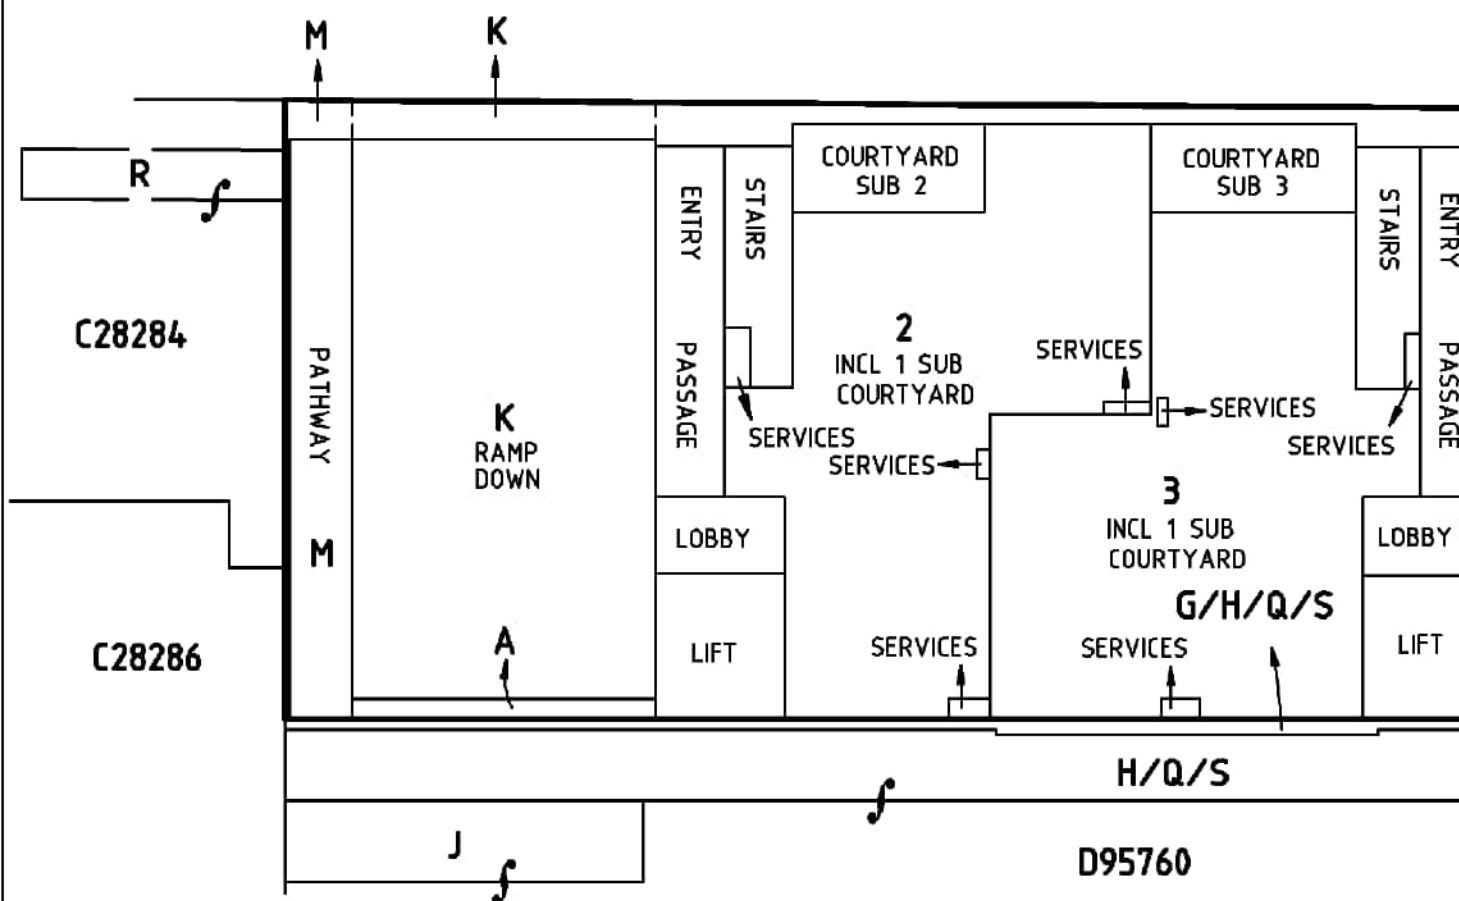 M
K
R
COURTYARD
SUB 2
COURTYARD
SUB 3
ENTRY
PASSAGE
STAIRS
STAIRS
ENTRY
PASSAGE
C28284
PATHWAY
M
K
RAMP
DOWN
2
INCL 1 SUB
COURTYARD
SERVICES
SERVICES
SERVICES
SERVICES
SERVICES
3
INCL 1 SUB
COURTYARD
LOBBY
LOBBY
G/H/Q/S
C28286
A
LIFT
SERVICES
SERVICES
LIFT
H/Q/S
J
D95760